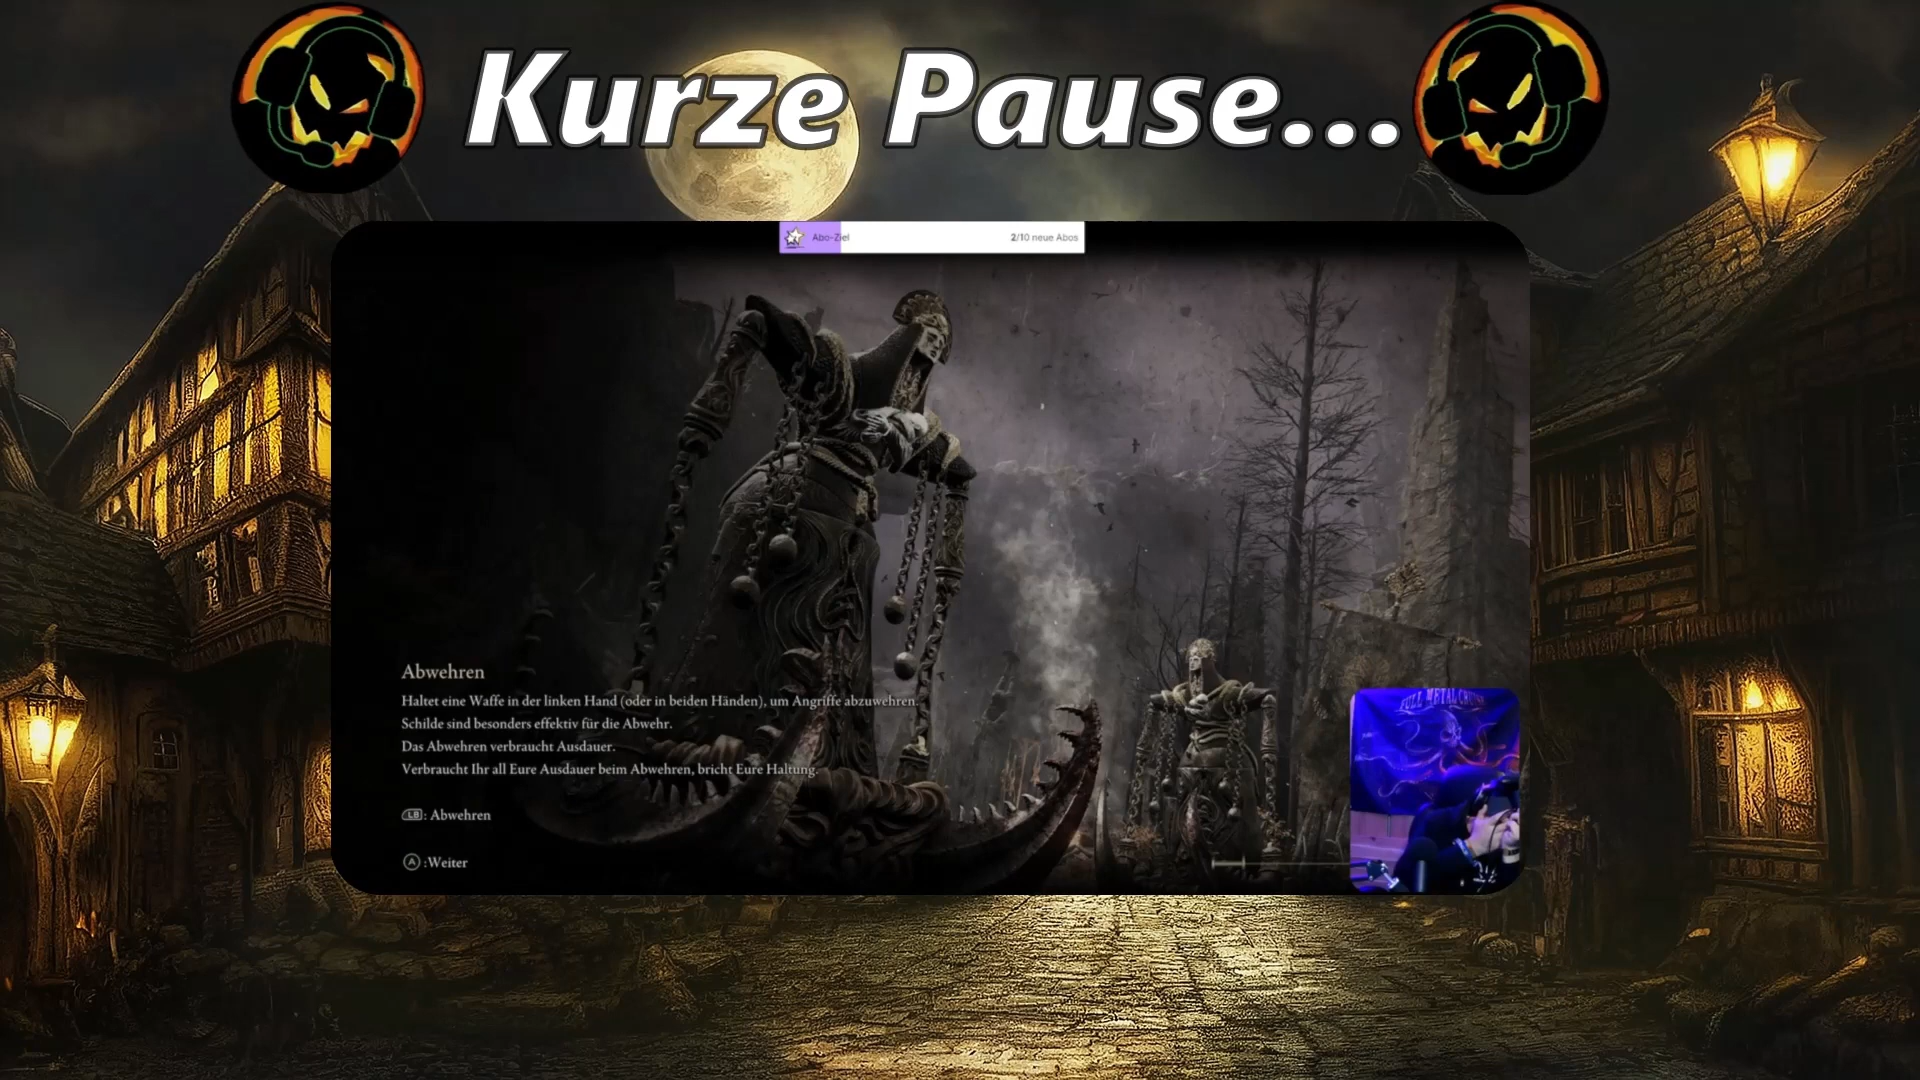 Kurze Pause...
Abo-Ziel
2/10 neue Abos
Abwehren
Haltet eine Waffe in der linken Hand (oder in beiden Händen), um Angriffe abzuwehren.
Schilde sind besonders effektiv für die Abwehr.
Das Abwehren verbraucht Ausdauer.
Verbraucht Ihr all Eure Ausdauer beim Abwehren, bricht Eure Haltung.
LB: Abwehren
A :Weiter
FULL METAL